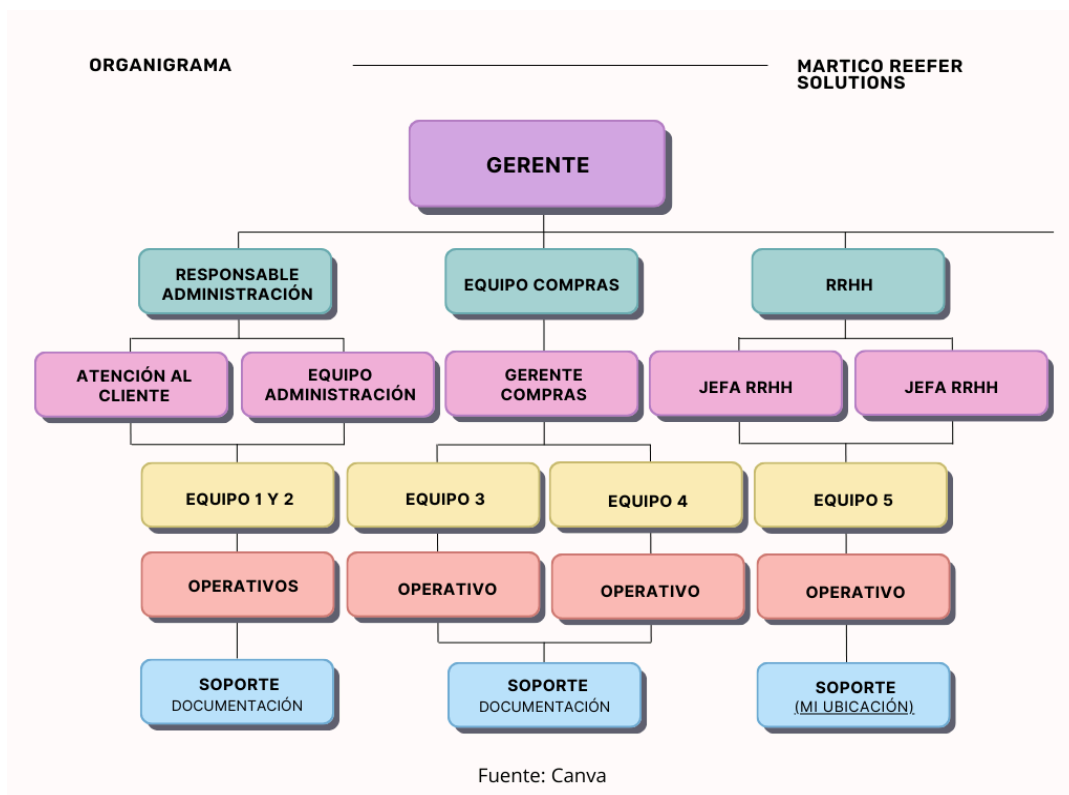 ORGANIGRAMA
MARTICO REEFER
SOLUTIONS
GERENTE
RESPONSABLE
ADMINISTRACIÓN
EQUIPO COMPRAS
RRHH
ATENCIÓN AL
CLIENTE
EQUIPO
ADMINISTRACIÓN
GERENTE
COMPRAS
JEFA RRHH
JEFA RRHH
EQUIPO 1 Y 2
EQUIPO 3
EQUIPO 4
EQUIPO 5
OPERATIVOS
OPERATIVO
OPERATIVO
OPERATIVO
SOPORTE
DOCUMENTACIÓN
SOPORTE
DOCUMENTACIÓN
SOPORTE
(MI UBICACIÓN)
Fuente: Canva